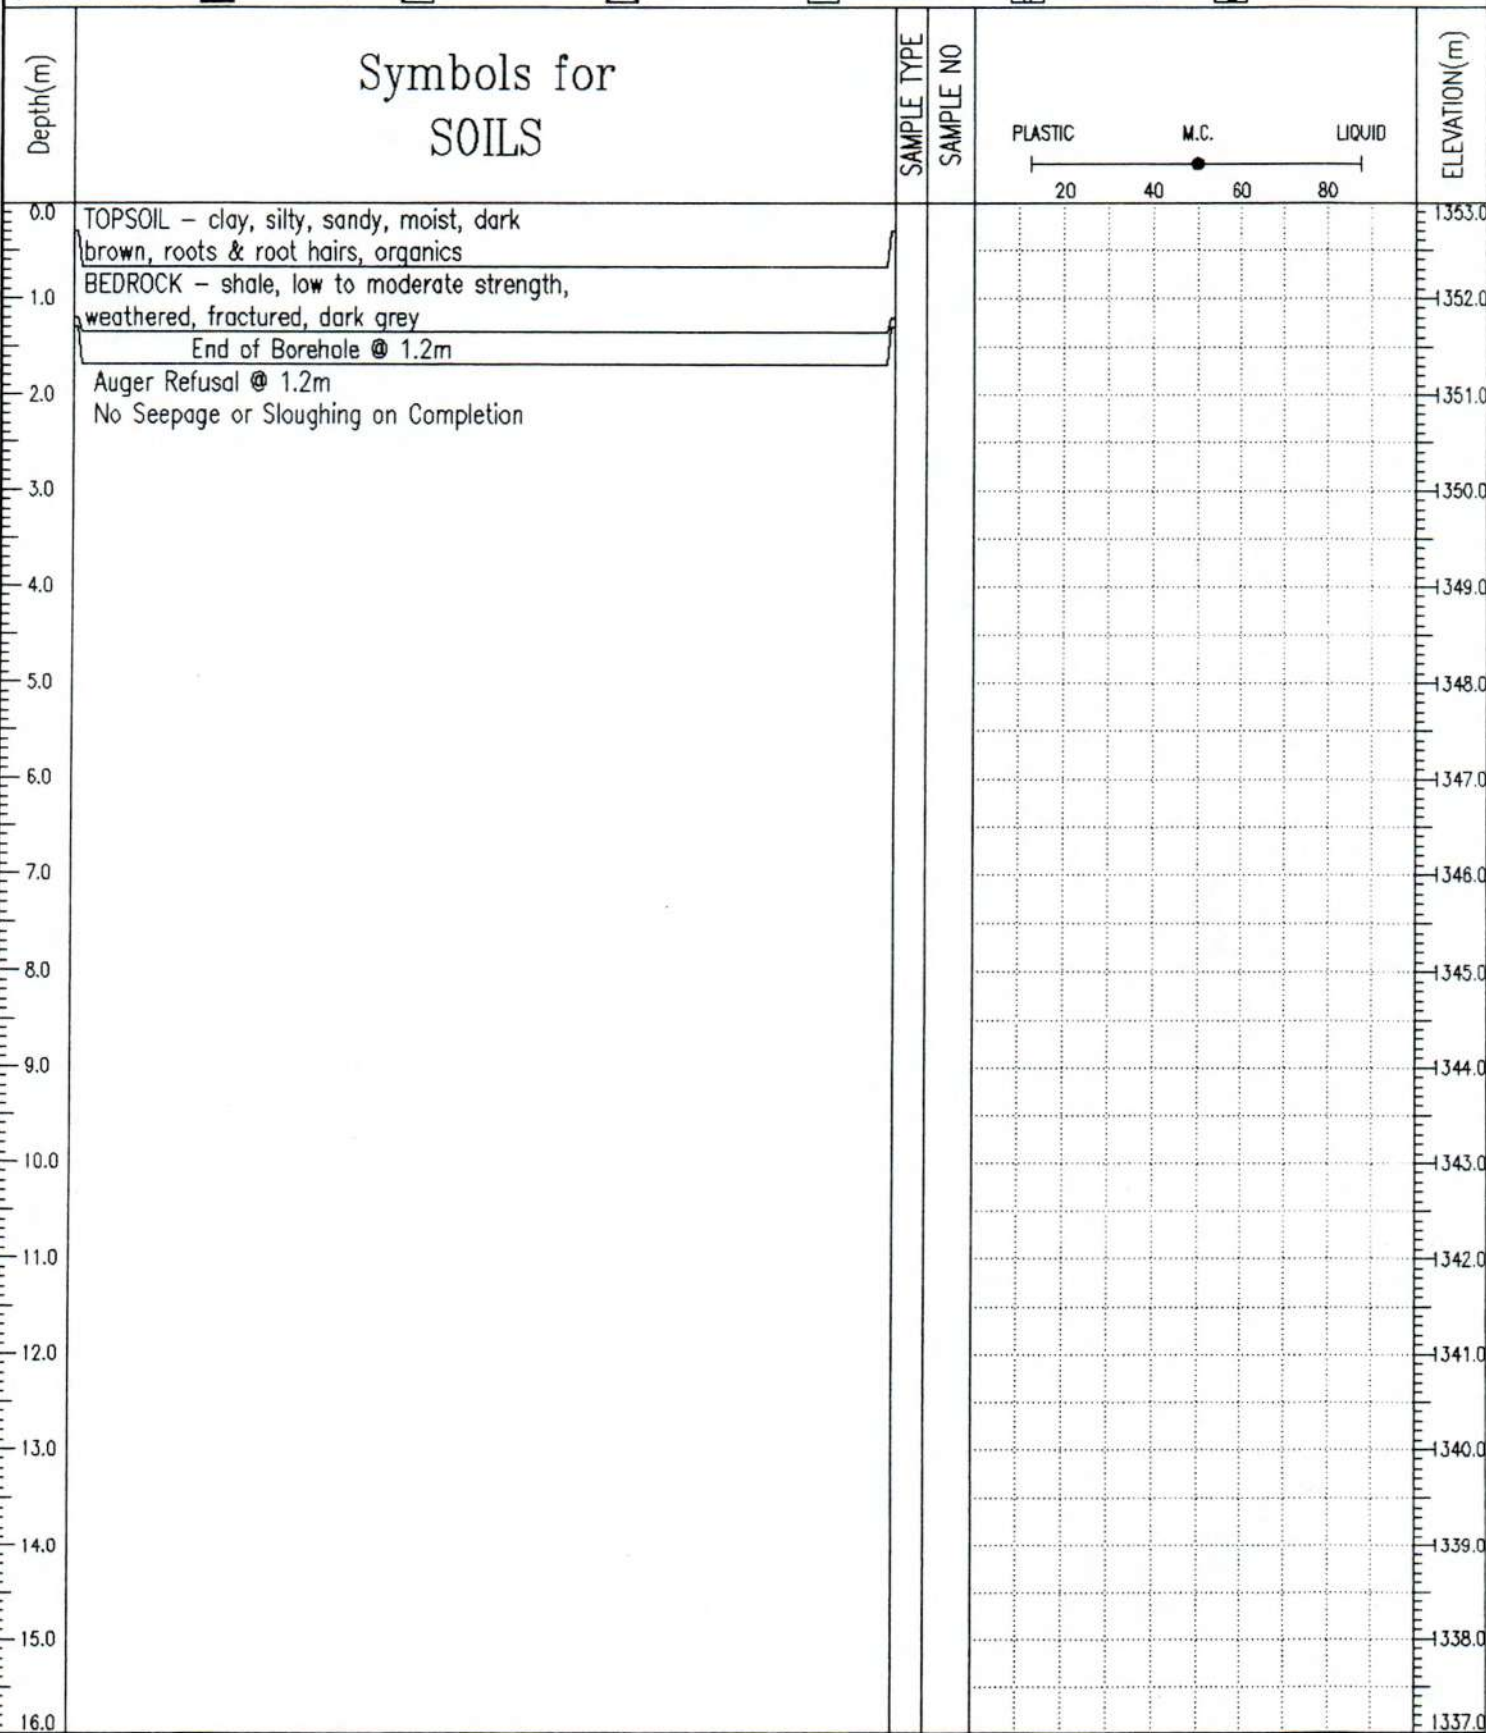 Depth(m)
Symbols for
SOILS
SAMPLE TYPE
SAMPLE NO
PLASTIC M.C. LIQUID
20 40 60 80
ELEVATION(m)
0.0
TOPSOIL – clay, silty, sandy, moist, dark
brown, roots & root hairs, organics
BEDROCK – shale, low to moderate strength,
weathered, fractured, dark grey
End of Borehole @ 1.2m
Auger Refusal @ 1.2m
No Seepage or Sloughing on Completion
1.0
2.0
3.0
4.0
5.0
6.0
7.0
8.0
9.0
10.0
11.0
12.0
13.0
14.0
15.0
16.0
1353.0
1352.0
1351.0
1350.0
1349.0
1348.0
1347.0
1346.0
1345.0
1344.0
1343.0
1342.0
1341.0
1340.0
1339.0
1338.0
1337.0